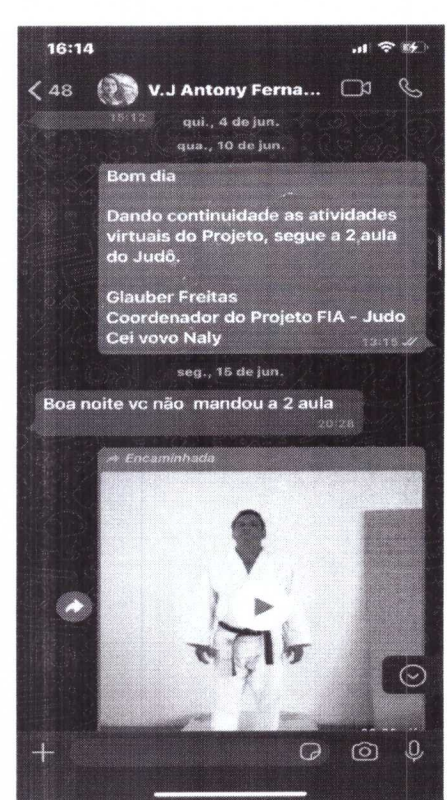 16:14
48
V.J Antony Ferna...
15:12
qui., 4 de jun.
qua., 10 de jun.
Bom dia
Dando continuidade as atividades
virtuais do Projeto, segue a 2 aula
do Judô.
Glauber Freitas
Coordenador do Projeto FIA - Judo
Cei vovo Naly
13:15
seg., 15 de jun.
Boa noite vc não mandou a 2 aula
20:28
Encaminhada